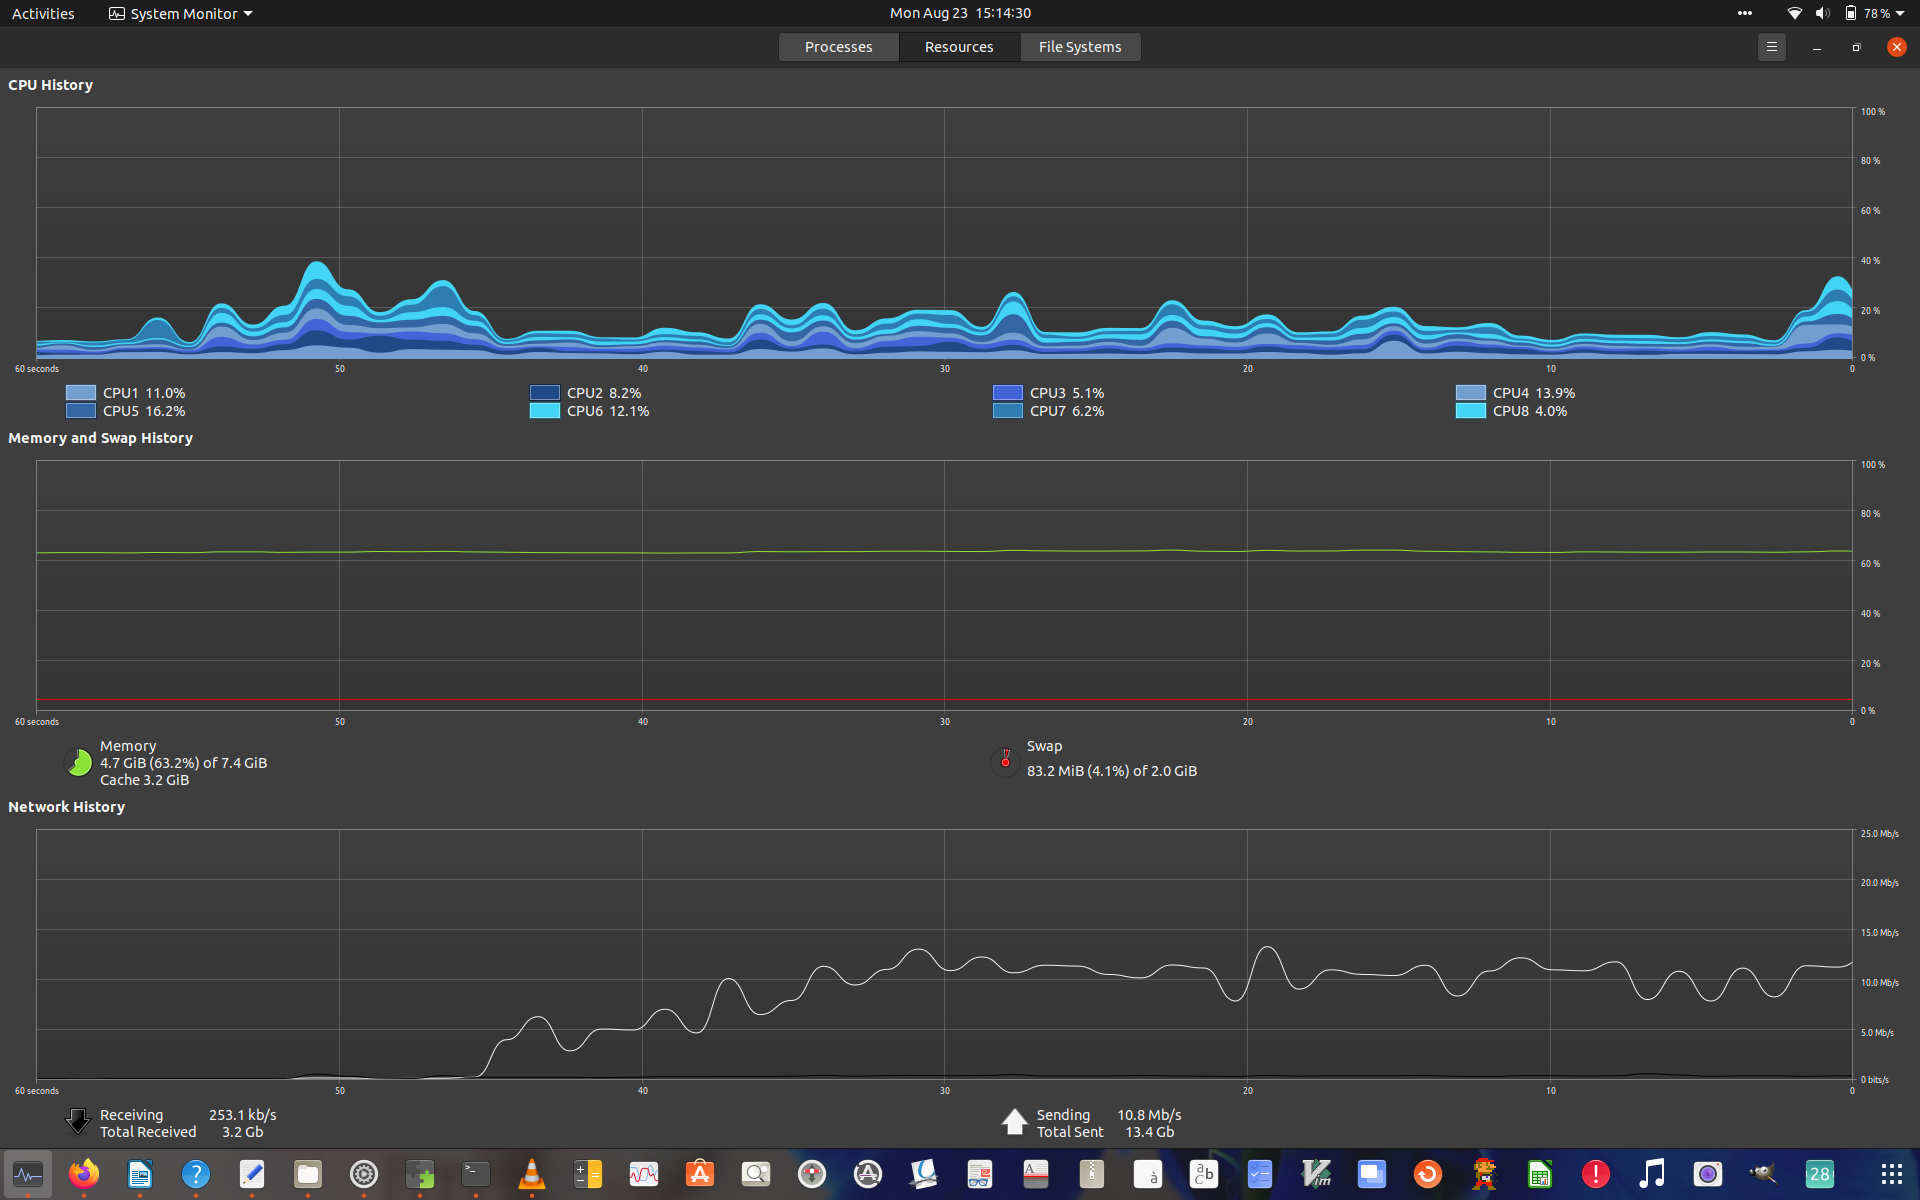 Activities System Monitor Mon Aug 23 15:14:30 78 %
Processes Resources File Systems
CPU History
100 %
80 %
60 %
40 %
20 %
0 %
60 seconds 50 40 30 20 10 0
CPU1 11.0% CPU2 8.2% CPU3 5.1% CPU4 13.9%
CPU5 16.2% CPU6 12.1% CPU7 6.2% CPU8 4.0%
Memory and Swap History
100 %
80 %
60 %
40 %
20 %
0 %
60 seconds 50 40 30 20 10 0
Memory
4.7 GiB (63.2%) of 7.4 GiB
Cache 3.2 GiB
Swap
83.2 MiB (4.1%) of 2.0 GiB
Network History
25.0 Mb/s
20.0 Mb/s
15.0 Mb/s
10.0 Mb/s
5.0 Mb/s
0 bits/s
60 seconds 50 40 30 20 10 0
Receiving 253.1 kb/s Sending 10.8 Mb/s
Total Received 3.2 Gb Total Sent 13.4 Gb
28